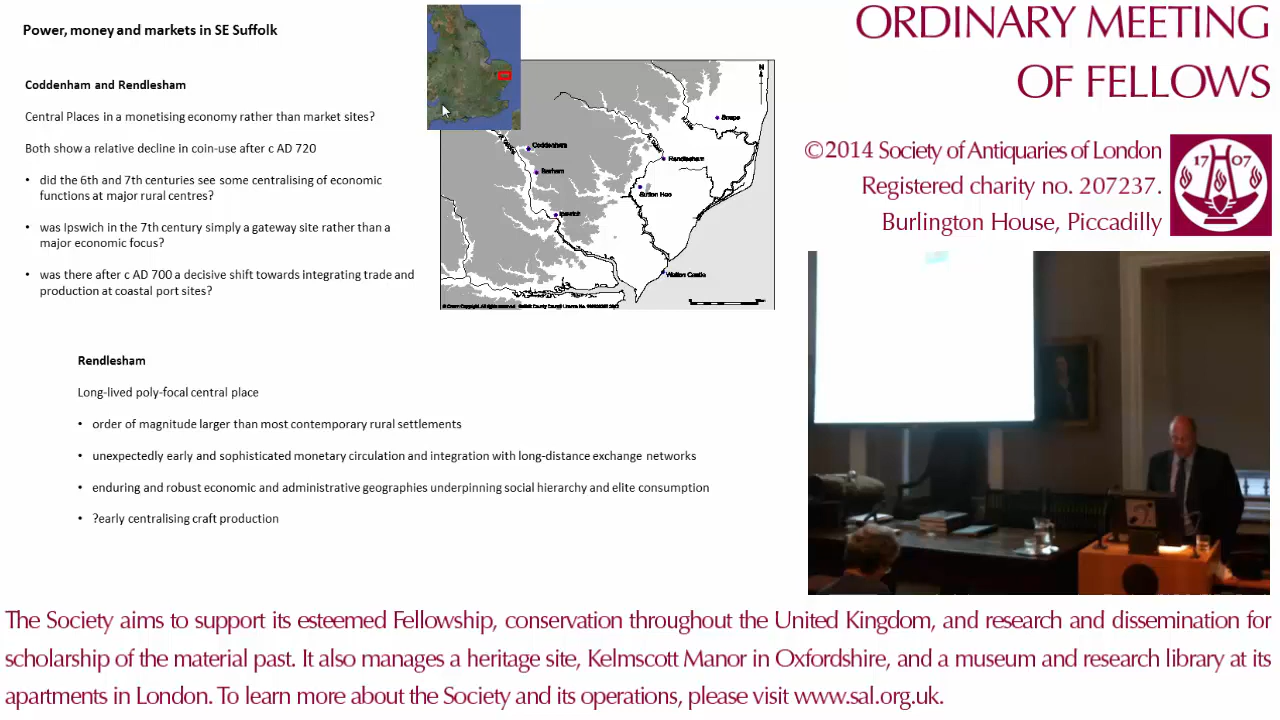 Power, money and markets in SE Suffolk
Coddenham and Rendlesham
Central Places in a monetising economy rather than market sites?
Both show a relative decline in coin-use after c AD 720
• did the 6th and 7th centuries see some centralising of economic
functions at major rural centres?
• was Ipswich in the 7th century simply a gateway site rather than a
major economic focus?
• was there after c AD 700 a decisive shift towards integrating trade and
production at coastal port sites?
N
Snape
Coddenham
Rendlesham
Barham
Sutton Hoo
Ipswich
Walton Castle
Rendlesham
Long-lived poly-focal central place
• order of magnitude larger than most contemporary rural settlements
• unexpectedly early and sophisticated monetary circulation and integration with long-distance exchange networks
• enduring and robust economic and administrative geographies underpinning social hierarchy and elite consumption
• ?early centralising craft production
ORDINARY MEETING
OF FELLOWS
©2014 Society of Antiquaries of London
Registered charity no. 207237.
Burlington House, Piccadilly
17 07
The Society aims to support its esteemed Fellowship, conservation throughout the United Kingdom, and research and dissemination for
scholarship of the material past. It also manages a heritage site, Kelmscott Manor in Oxfordshire, and a museum and research library at its
apartments in London. To learn more about the Society and its operations, please visit www.sal.org.uk.